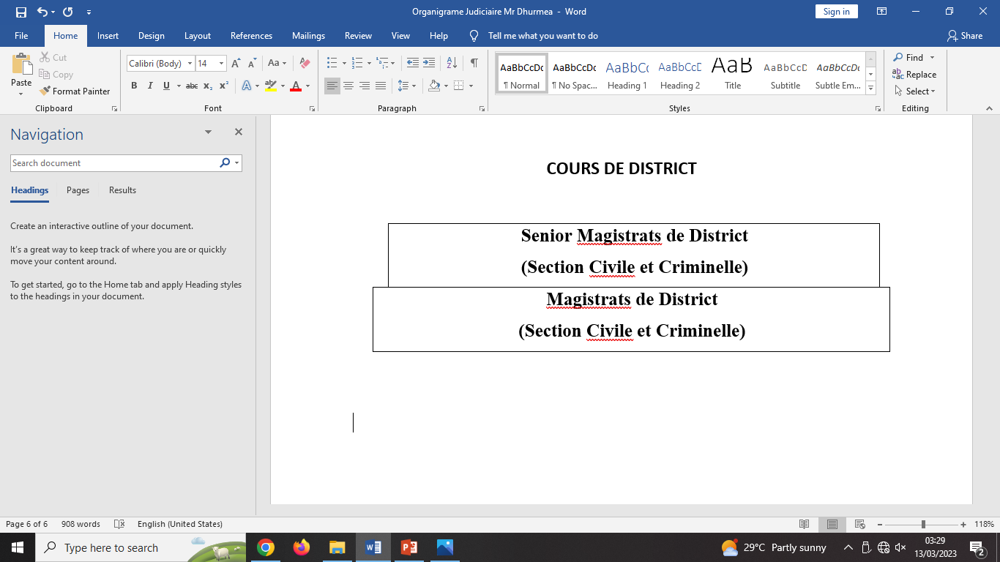 Organigrame Judiciaire Mr Dhurmea - Word
Sign in
File Home Insert Design Layout References Mailings Review View Help Tell me what you want to do Share
Paste
Cut
Copy
Format Painter
Clipboard
Calibri (Body) 14
Font
Paragraph
AaBbCcDc AaBbCcDc AaBbCc AaBbCcD AaB AaBbCcD AaBbCcDc
¶ Normal ¶ No Spac... Heading 1 Heading 2 Title Subtitle Subtle Em...
Styles
Find
Replace
Select
Editing
Navigation
Search document
Headings Pages Results
Create an interactive outline of your document.
It's a great way to keep track of where you are or quickly
move your content around.
To get started, go to the Home tab and apply Heading styles
to the headings in your document.
COURS DE DISTRICT
Senior Magistrats de District
(Section Civile et Criminelle)
Magistrats de District
(Section Civile et Criminelle)
Page 6 of 6 908 words English (United States) 118%
Type here to search
29°C Partly sunny
03:29
13/03/2023
2